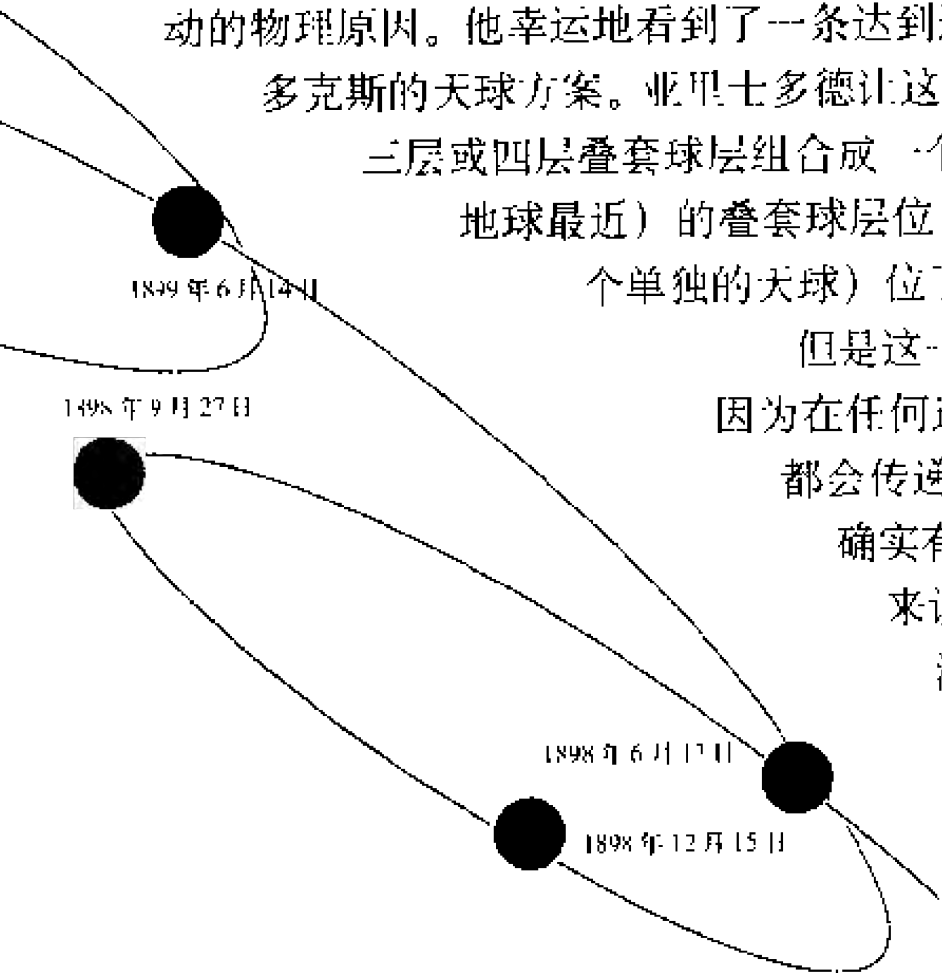 动的物理原因。他幸运地看到了一条达到
多克斯的天球方案。亚里士多德让这
三层或四层叠套球层组合成一个
地球最近）的叠套球层位
个单独的天球）位于
但是这一
因为在任何
都会传递
确实有
来说
1899年6月14日
1898年9月27日
1898年6月17日
1898年12月15日